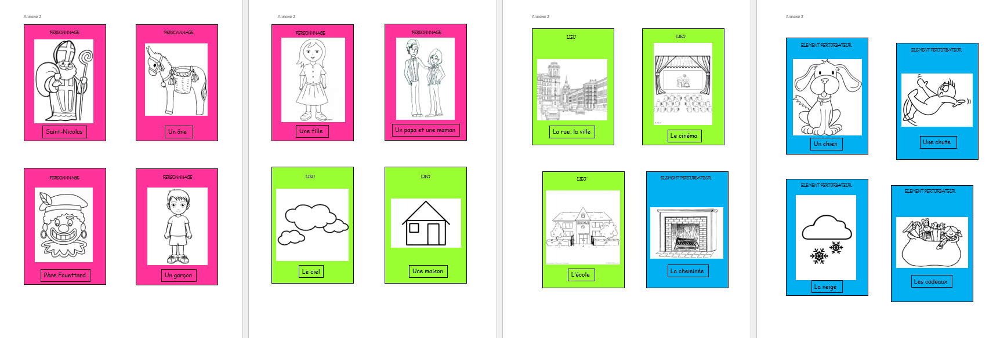 Annexe 2
PERSONNNAGE
Saint-Nicolas
PERSONNNAGE
Un âne
PERSONNNAGE
Père Fouettard
PERSONNNAGE
Un garçon
Annexe 2
PERSONNNAGE
Une fille
PERSONNNAGE
Un papa et une maman
LIEU
Le ciel
LIEU
Une maison
Annexe 2
LIEU
La rue, la ville
LIEU
Le cinéma
LIEU
ECOLE
L'école
ELEMENT PERTURBATEUR
La cheminée
Annexe 2
ELEMENT PERTURBATEUR
Un chien
ELEMENT PERTURBATEUR
Une chute
ELEMENT PERTURBATEUR
La neige
ELEMENT PERTURBATEUR
Les cadeaux